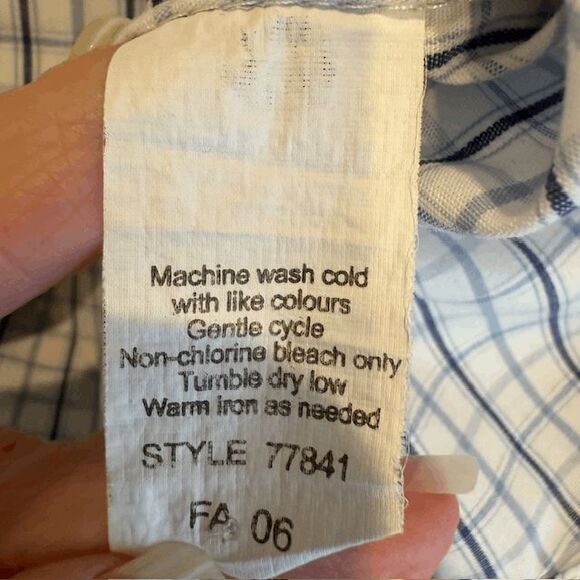 Machine wash cold
with like colours
Gentle cycle
Non-chlorine bleach only
Tumble dry low
Warm iron as needed
STYLE 77841
FA 06